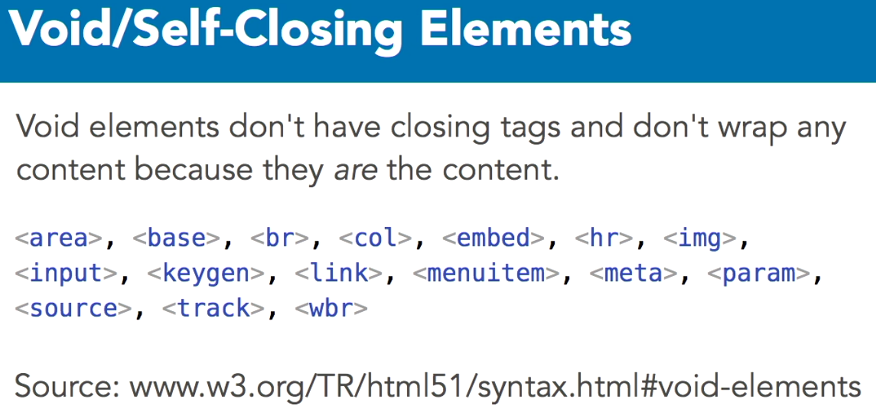 Void/Self-Closing Elements
Void elements don't have closing tags and don't wrap any
content because they are the content.
<area>, <base>, <br>, <col>, <embed>, <hr>, <img>,
<input>, <keygen>, <link>, <menuitem>, <meta>, <param>,
<source>, <track>, <wbr>
Source: www.w3.org/TR/html51/syntax.html#void-elements